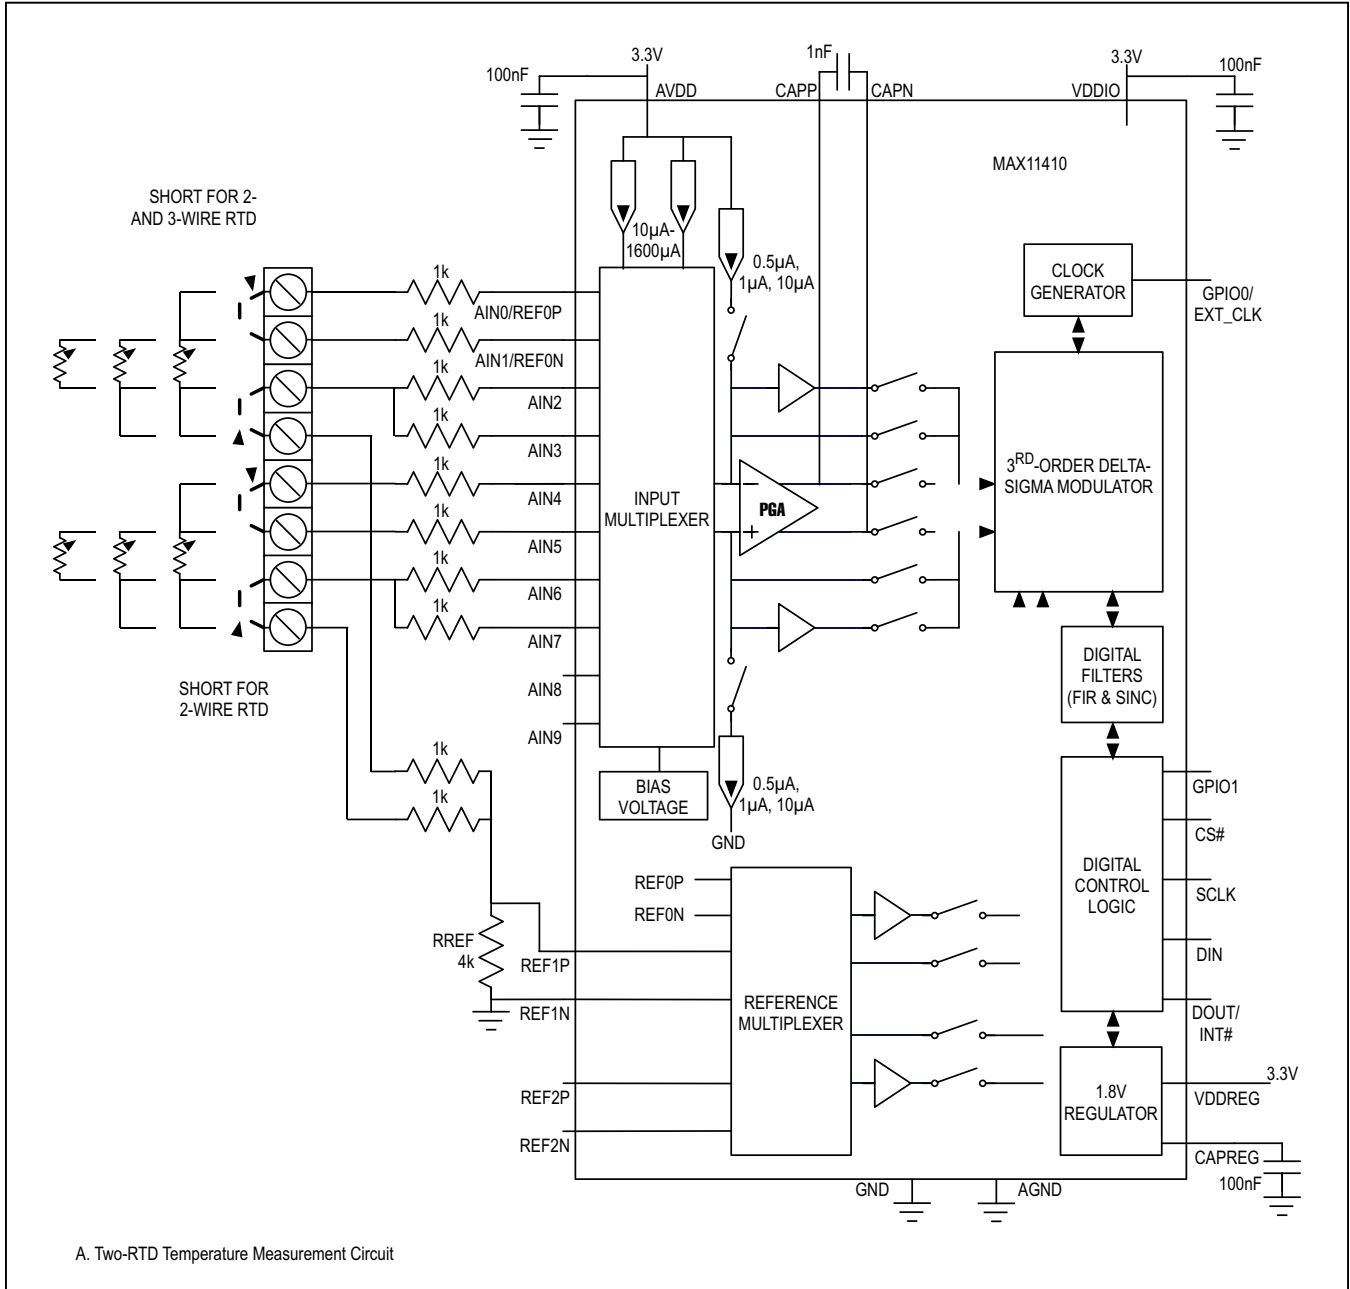 3.3V
1nF
3.3V
100nF
100nF
AVDD
CAPP
CAPN
VDDIO
MAX11410
SHORT FOR 2-
AND 3-WIRE RTD
10µA-
1600µA
0.5µA,
1µA, 10µA
CLOCK
GENERATOR
GPIO0/
EXT_CLK
1k
AIN0/REF0P
1k
AIN1/REF0N
1k
AIN2
1k
AIN3
1k
AIN4
1k
AIN5
1k
AIN6
1k
AIN7
AIN8
AIN9
INPUT
MULTIPLEXER
PGA
3RD-ORDER DELTA-
SIGMA MODULATOR
SHORT FOR
2-WIRE RTD
DIGITAL
FILTERS
(FIR & SINC)
1k
1k
BIAS
VOLTAGE
0.5µA,
1µA, 10µA
GND
GPIO1
CS#
SCLK
DIN
DOUT/
INT#
DIGITAL
CONTROL
LOGIC
REF0P
REF0N
RREF
4k
REF1P
REF1N
REFERENCE
MULTIPLEXER
REF2P
REF2N
1.8V
REGULATOR
3.3V
VDDREG
CAPREG
100nF
GND
AGND
A. Two-RTD Temperature Measurement Circuit